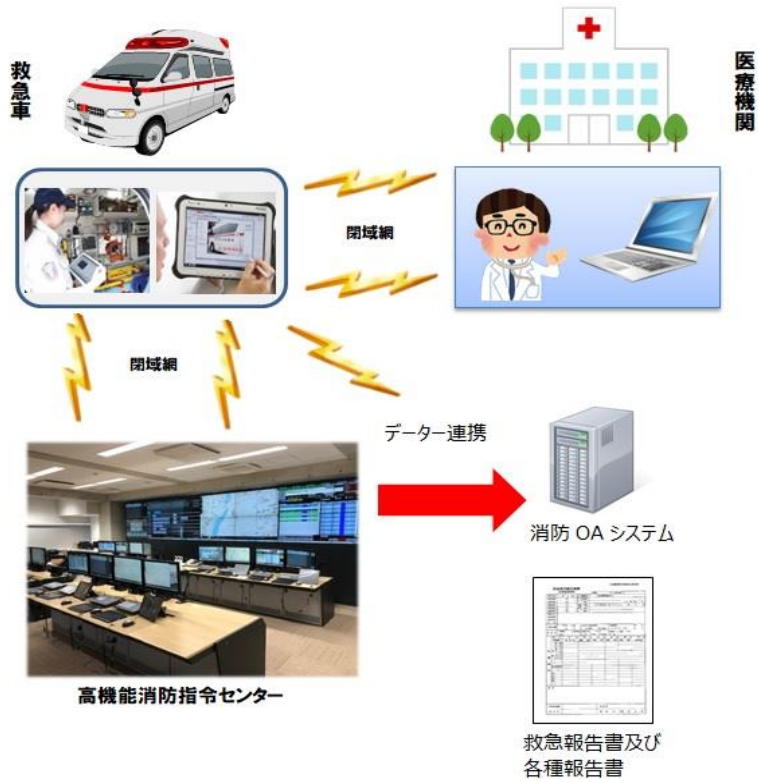 救急車
医療機関
閉域網
閉域網
データー連携
消防 OA システム
高機能消防指令センター
救急報告書及び
各種報告書